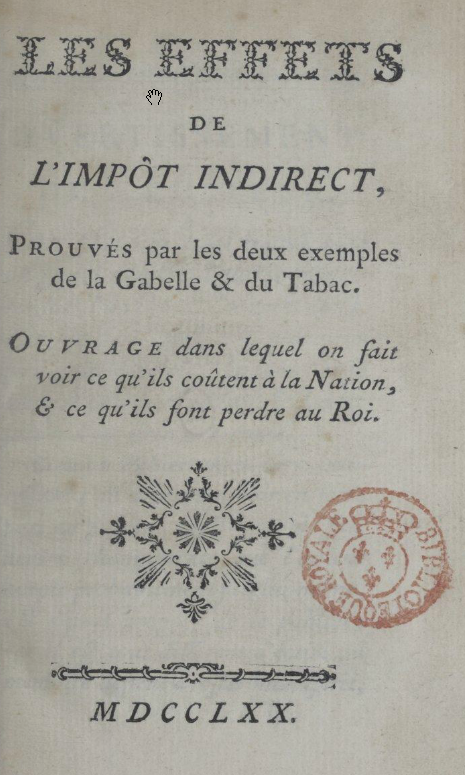 LES EFFETS
DE
L'IMPÔT INDIRECT,
PROUVÉS par les deux exemples
de la Gabelle & du Tabac.
OUVRAGE dans lequel on fait
voir ce qu'ils coûtent à la Nation,
& ce qu'ils font perdre au Roi.
BIBLIOTEQUE ROYALE
MDCCLXX.